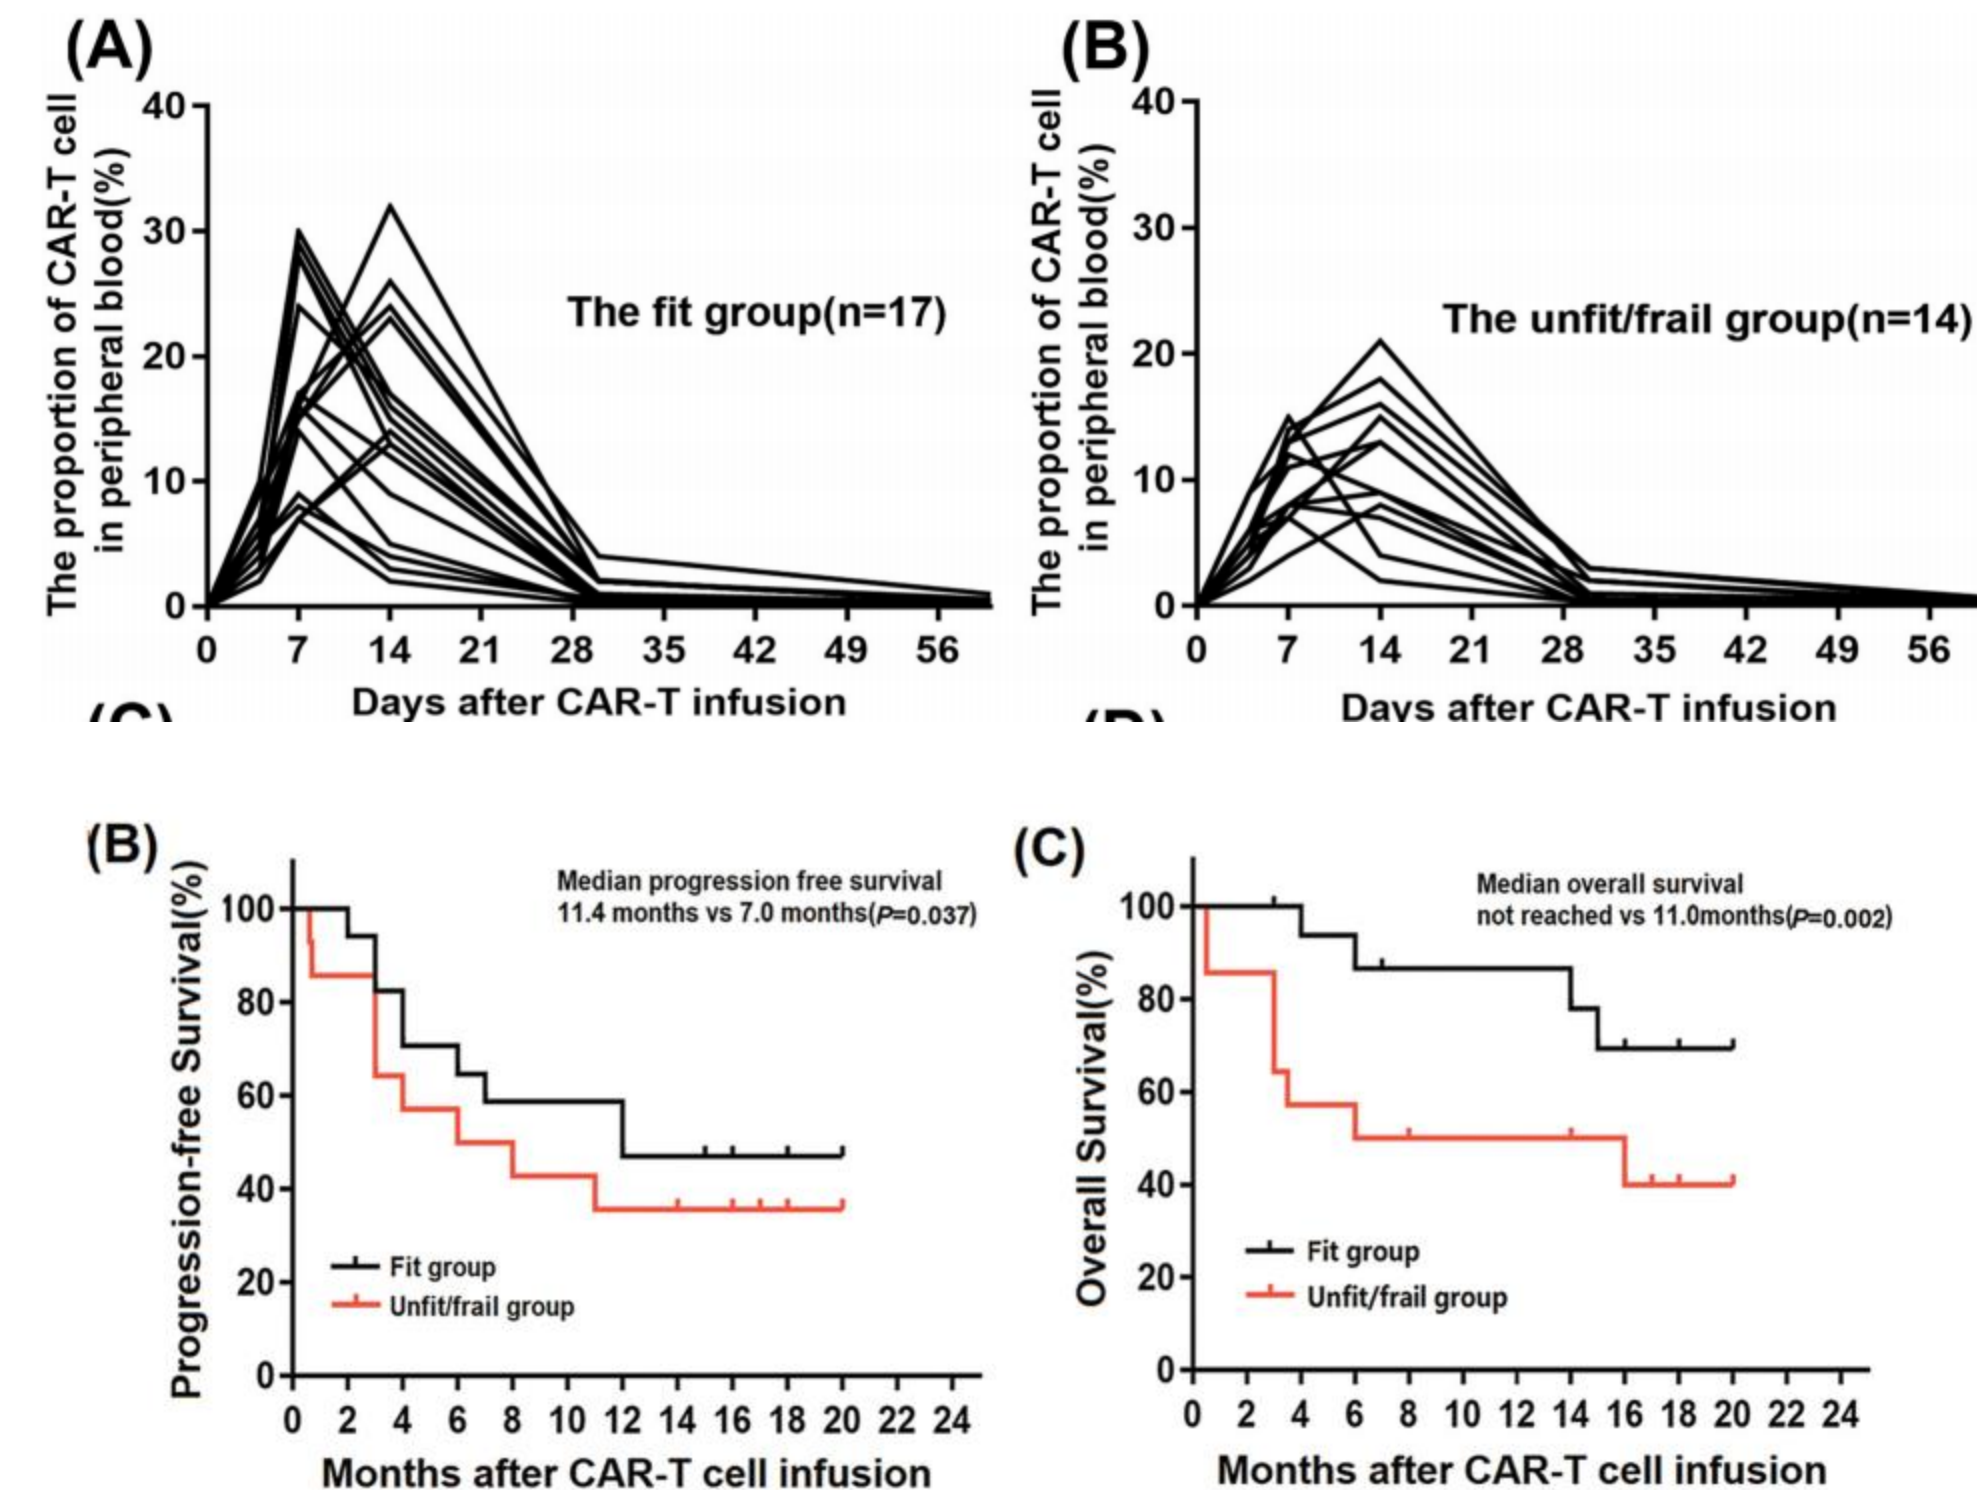 (A)
The proportion of CAR-T cell
in peripheral blood(%)
40
30
20
10
0
The fit group(n=17)
0 7 14 21 28 35 42 49 56
Days after CAR-T infusion
(B)
The proportion of CAR-T cell
in peripheral blood(%)
40
30
20
10
0
The unfit/frail group(n=14)
0 7 14 21 28 35 42 49 56
Days after CAR-T infusion
(C)
(D)
(B)
Progression-free Survival(%)
100
80
60
40
20
0
Median progression free survival
11.4 months vs 7.0 months(P=0.037)
Fit group
Unfit/frail group
0 2 4 6 8 10 12 14 16 18 20 22 24
Months after CAR-T cell infusion
(C)
Overall Survival(%)
100
80
60
40
20
0
Median overall survival
not reached vs 11.0months(P=0.002)
Fit group
Unfit/frail group
0 2 4 6 8 10 12 14 16 18 20 22 24
Months after CAR-T cell infusion